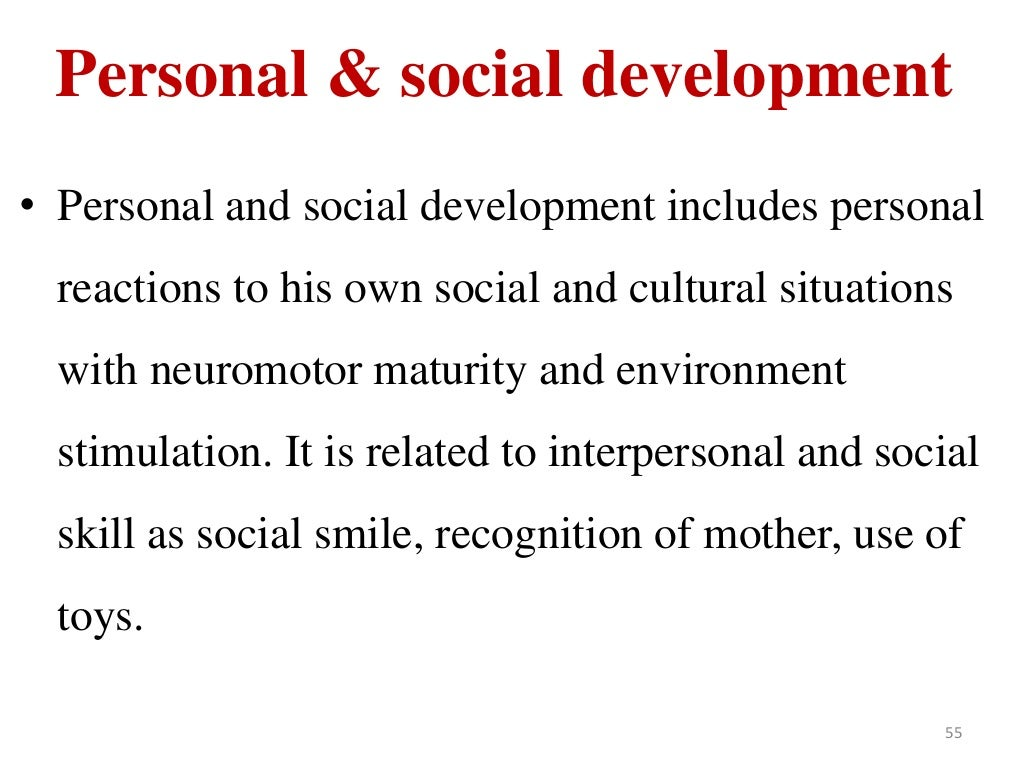 Personal & social development
• Personal and social development includes personal
reactions to his own social and cultural situations
with neuromotor maturity and environment
stimulation. It is related to interpersonal and social
skill as social smile, recognition of mother, use of
toys.
55